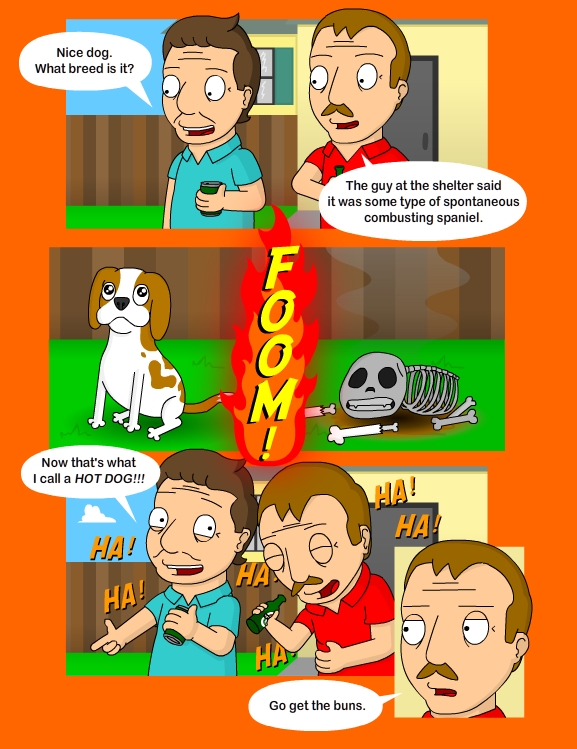 Nice dog.
What breed is it?
The guy at the shelter said
it was some type of spontaneous
combusting spaniel.
FOOM!
Now that's what
I call a HOT DOG!!!
HA!
HA!
HA!
HA!
HA!
HA!
Go get the buns.